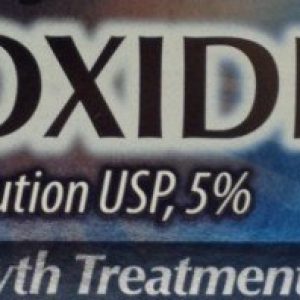 OXIDI
ution USP, 5%
wth Treatment